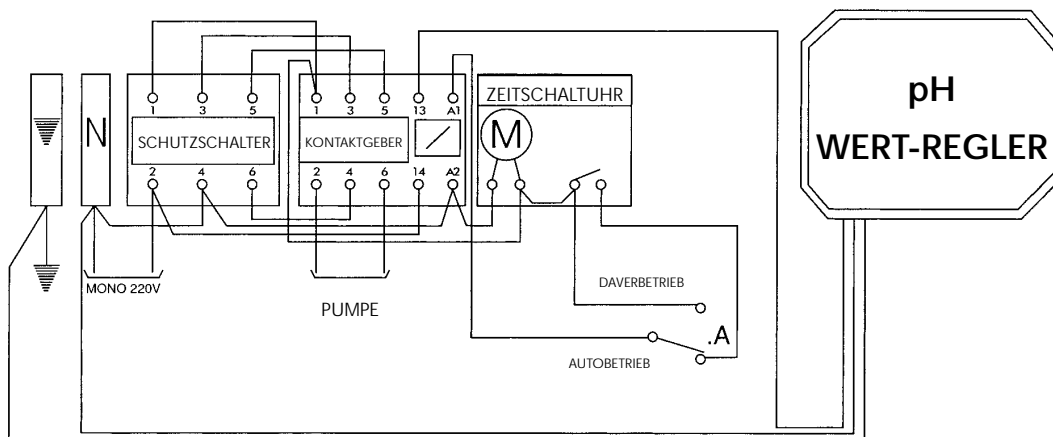 1 3 5 1 3 5 13 A1
ZEITSCHALTUHR
pH
WERT-REGLER
N
SCHUTZSCHALTER
KONTAKTGEBER
M
2 4 6 2 4 6 14 A2
MONO 220V
PUMPE
DAVERBETRIEB
.A
AUTOBETRIEB